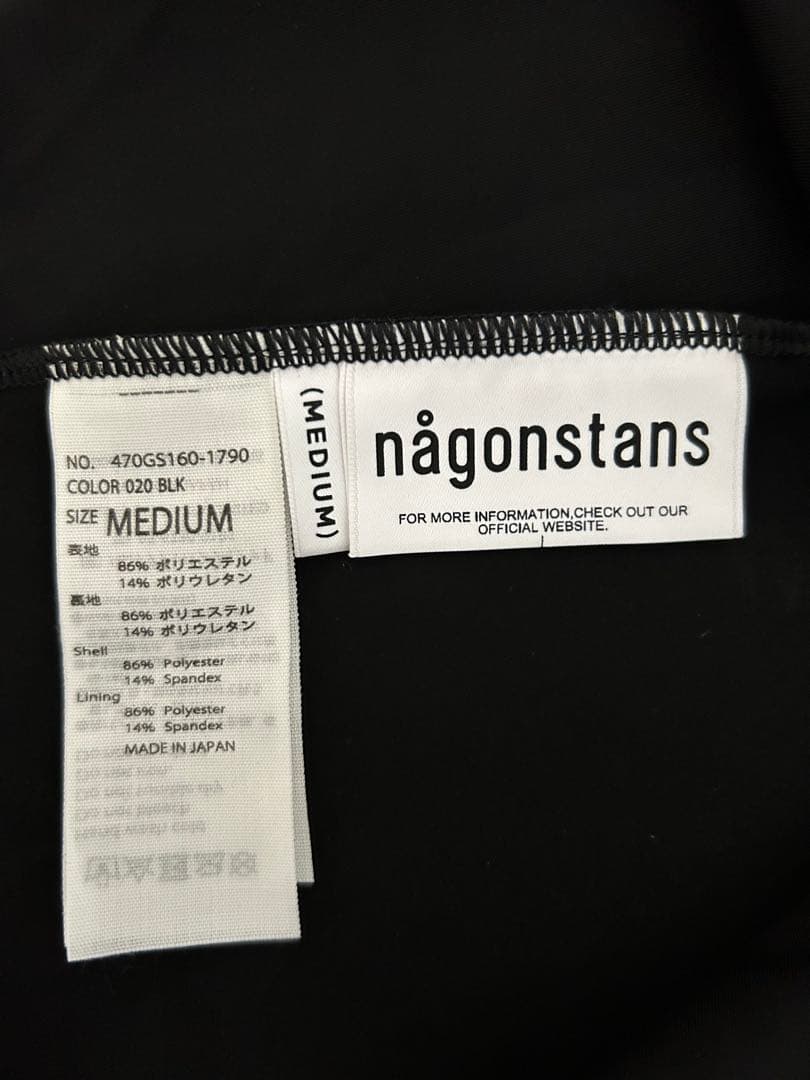 NO. 470GS160-1790
COLOR 020 BLK
SIZE MEDIUM
表地
86% ポリエステル
14% ポリウレタン
裏地
86% ポリエステル
14% ポリウレタン
Shell
86% Polyester
14% Spandex
Lining
86% Polyester
14% Spandex
MADE IN JAPAN
(MEDIUM)
någonstans
FOR MORE INFORMATION,CHECK OUT OUR
OFFICIAL WEBSITE.